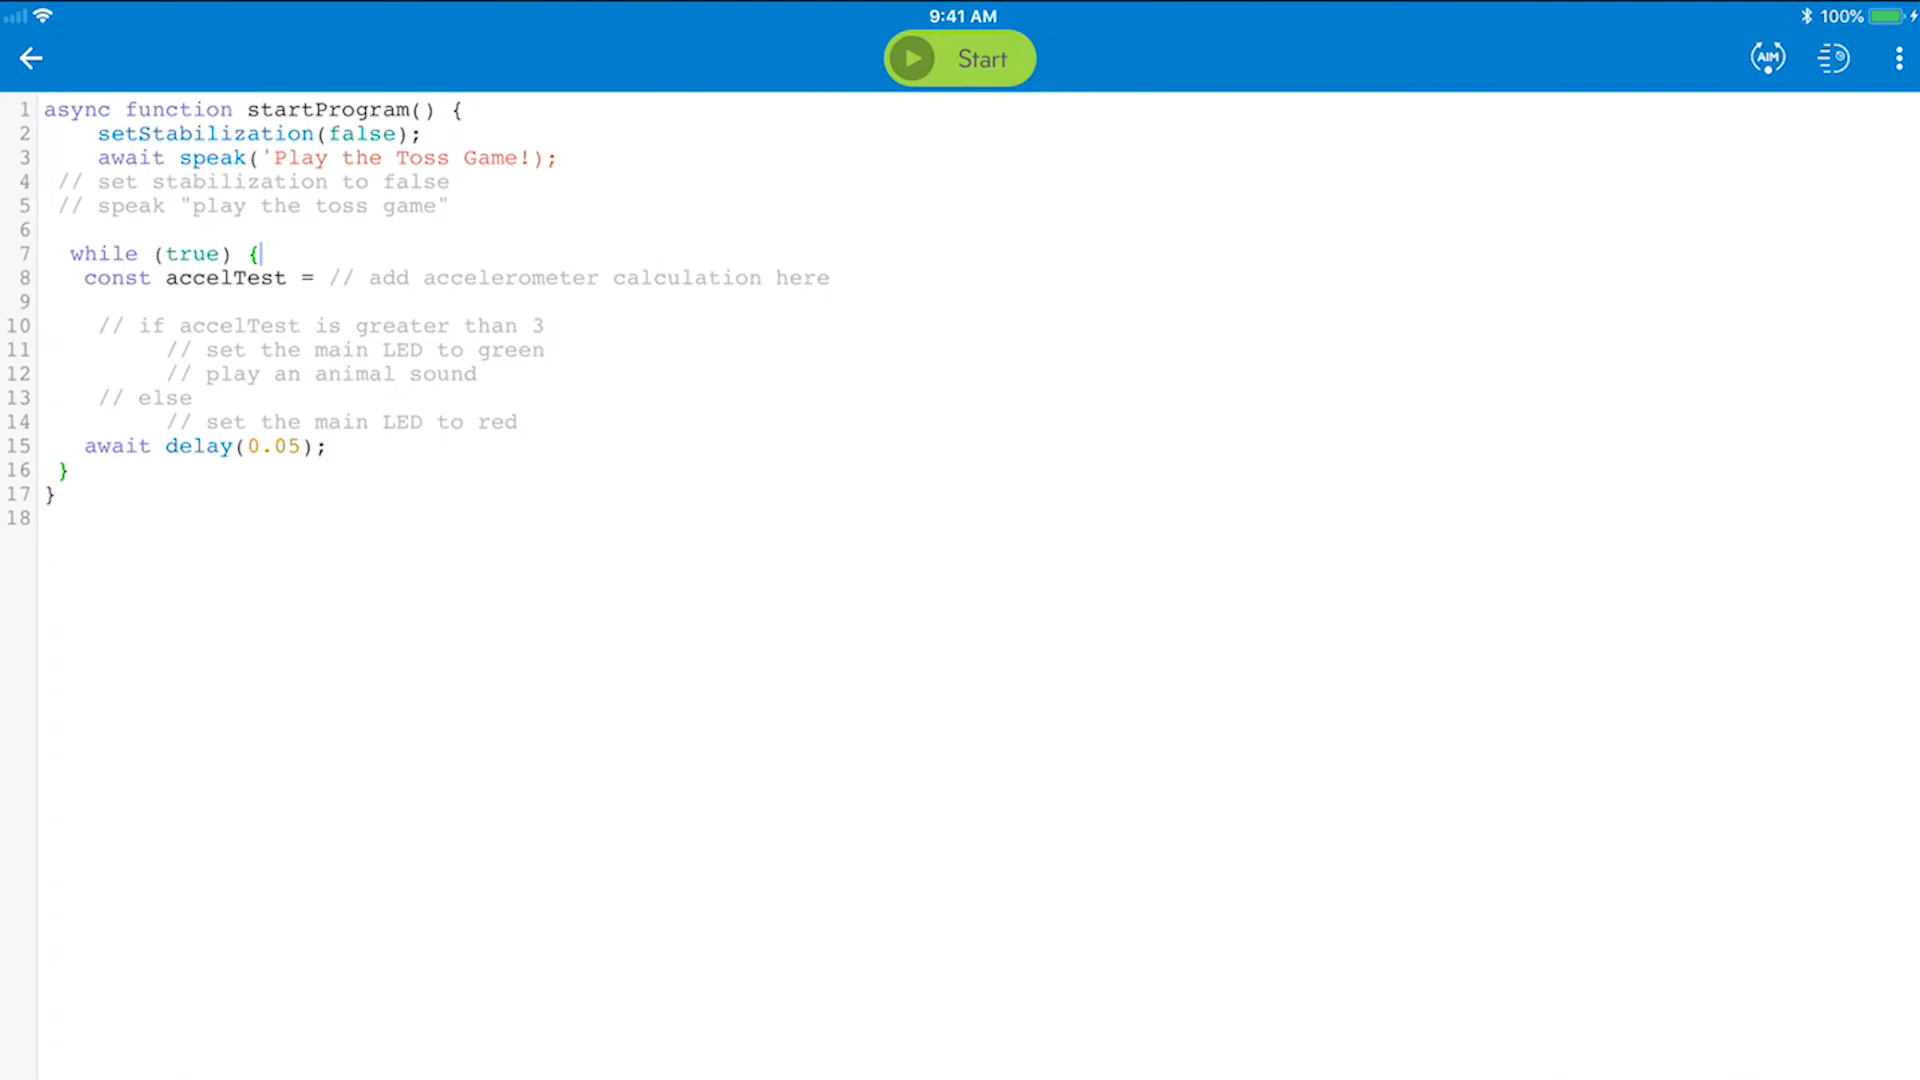 9:41 AM
100%
Start
AIM
1 async function startProgram() {
2 setStabilization(false);
3 await speak('Play the Toss Game!);
4 // set stabilization to false
5 // speak "play the toss game"
6
7 while (true) {
8 const accelTest = // add accelerometer calculation here
9
10 // if accelTest is greater than 3
11 // set the main LED to green
12 // play an animal sound
13 // else
14 // set the main LED to red
15 await delay(0.05);
16 }
17 }
18